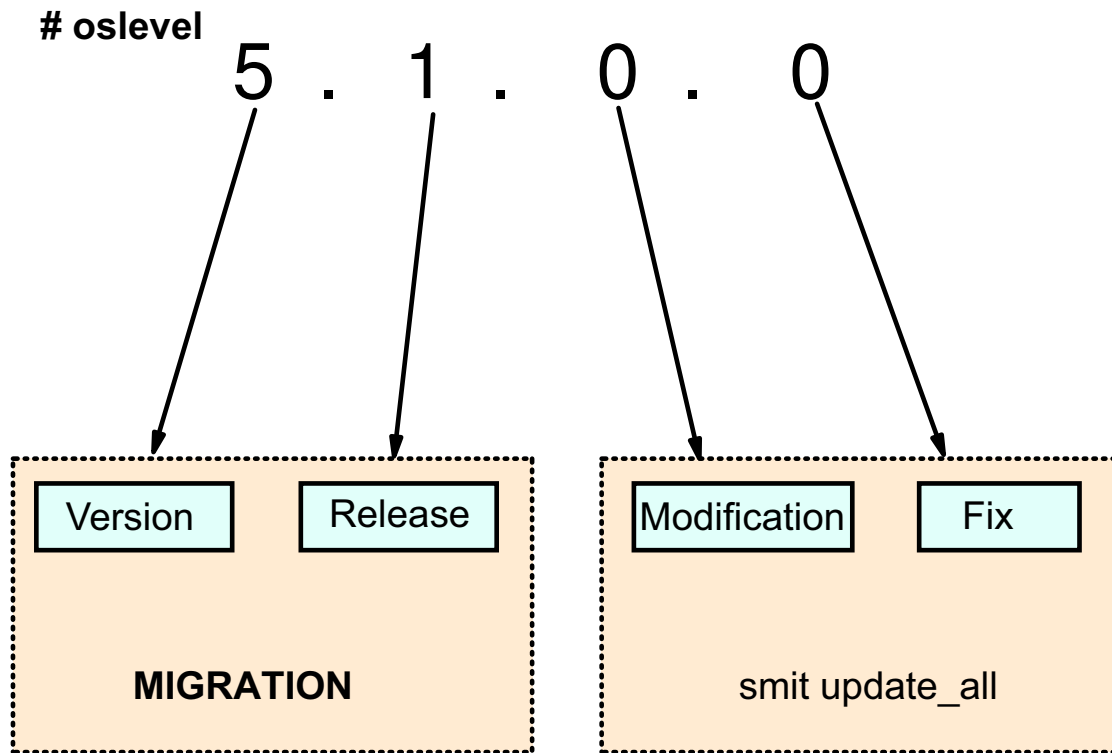 # oslevel
5 . 1 . 0 . 0
Version Release Modification Fix
MIGRATION smit update_all